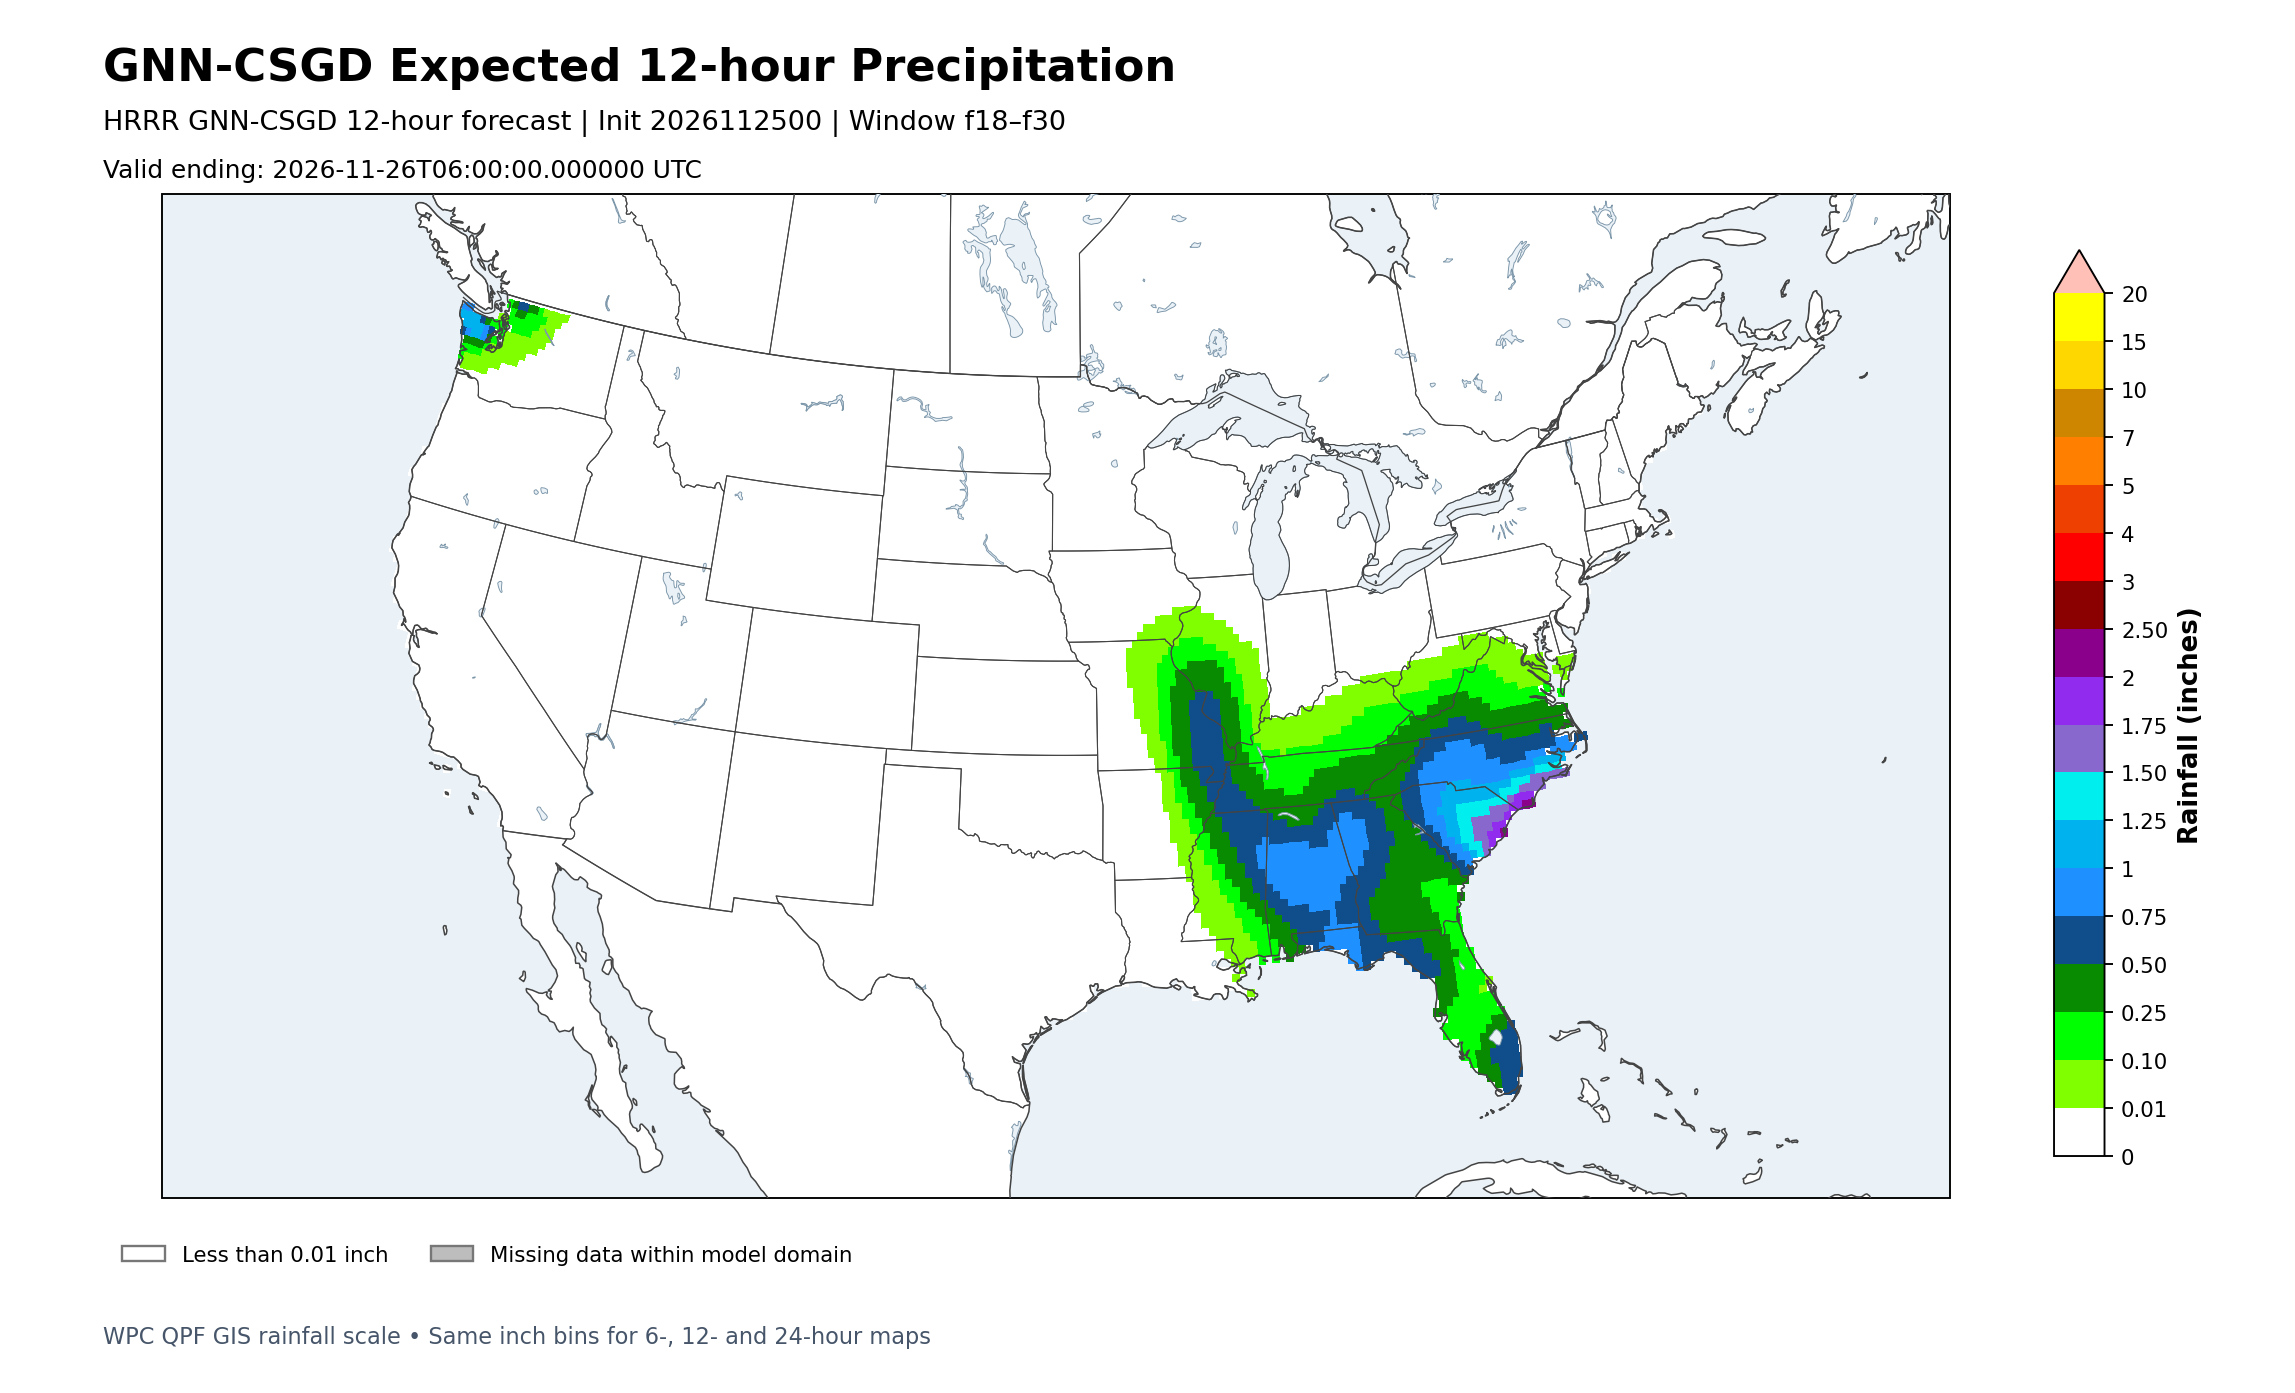 GNN-CSGD Expected 12-hour Precipitation
HRRR GNN-CSGD 12-hour forecast | Init 2026112500 | Window f18–f30
Valid ending: 2026-11-26T06:00:00.000000 UTC
20
15
10
7
5
4
3
2.50
2
1.75
1.50
1.25
1
0.75
0.50
0.25
0.10
0.01
0
Rainfall (inches)
Less than 0.01 inch
Missing data within model domain
WPC QPF GIS rainfall scale • Same inch bins for 6-, 12- and 24-hour maps